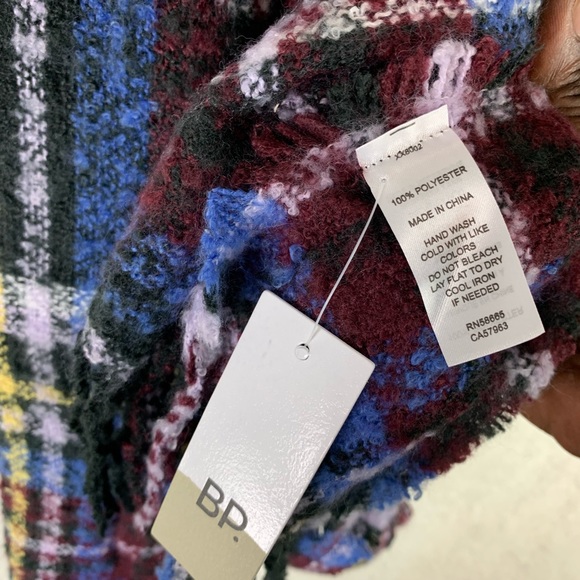 100% POLYESTER
MADE IN CHINA
HAND WASH
COLD WITH LIKE
COLORS
DO NOT BLEACH
LAY FLAT TO DRY
COOL IRON
IF NEEDED
RN58665
CA57963
BP.